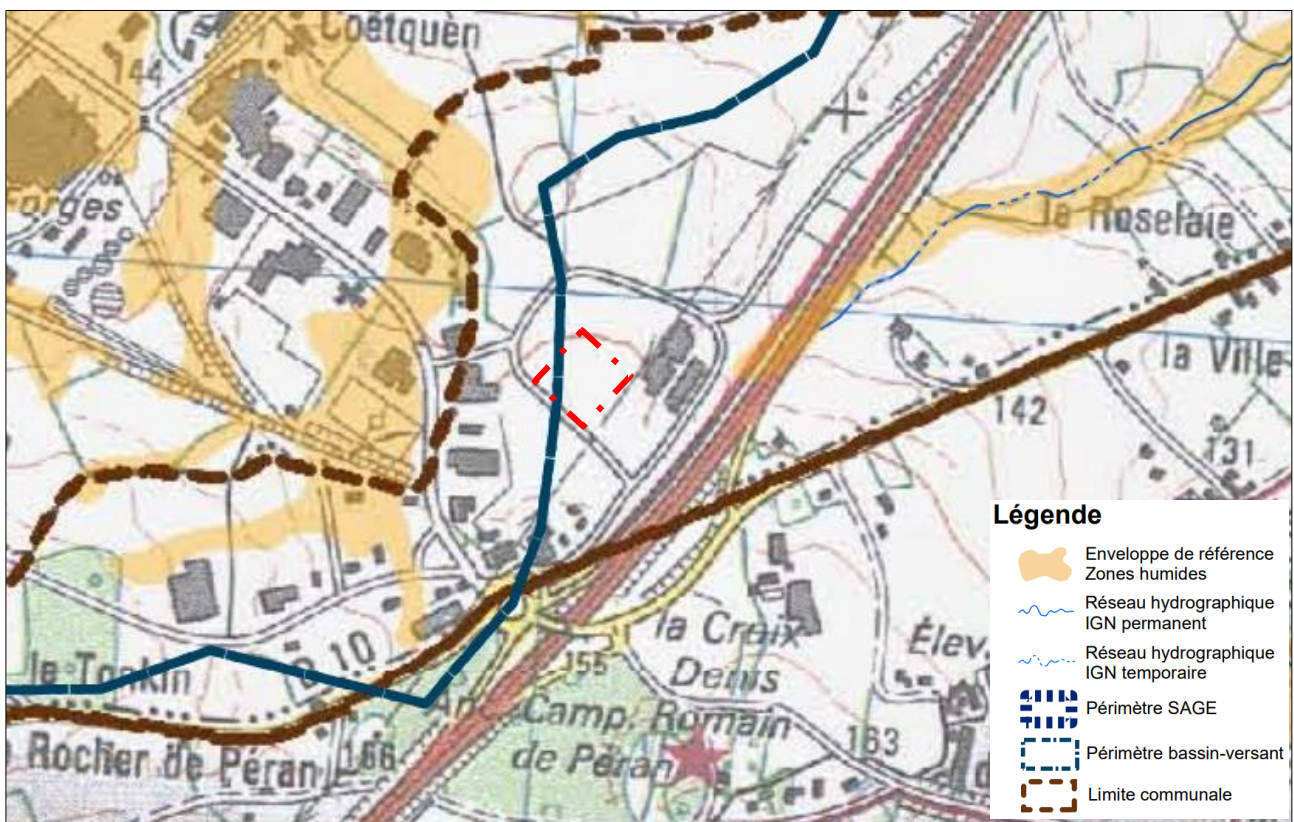 Coëtquen
144
orges
la Roselaie
la Ville-
142
131
la Croix
Denis
Élev.
155
D 10
le Tonkin
Anc. Camp. Romain
de Péran
Rocher de Péran
166
163
Légende
Enveloppe de référence
Zones humides
Réseau hydrographique
IGN permanent
Réseau hydrographique
IGN temporaire
Périmètre SAGE
Périmètre bassin-versant
Limite communale